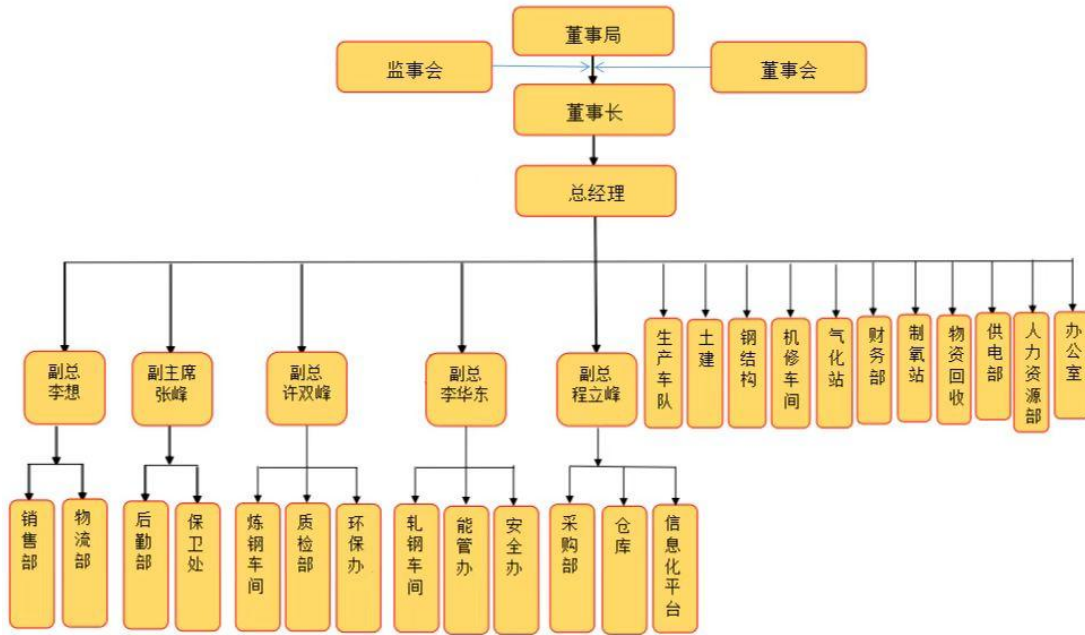 董事局
监事会
董事会
董事长
总经理
副总
李想
副主席
张峰
副总
许双峰
副总
李华东
副总
程立峰
生产车队
土建
钢结构
机修车间
气化站
财务部
制氧站
物资回收
供电部
人力资源部
办公室
销售部
物流部
后勤部
保卫处
炼钢车间
质检部
环保办
轧钢车间
能管办
安全办
采购部
仓库
信息化平台